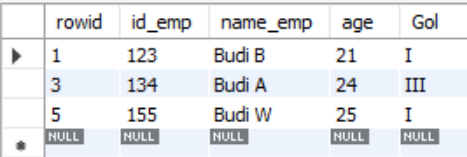 rowid id_emp name_emp age Gol
1 123 Budi B 21 I
3 134 Budi A 24 III
5 155 Budi W 25 I
NULL NULL NULL NULL NULL